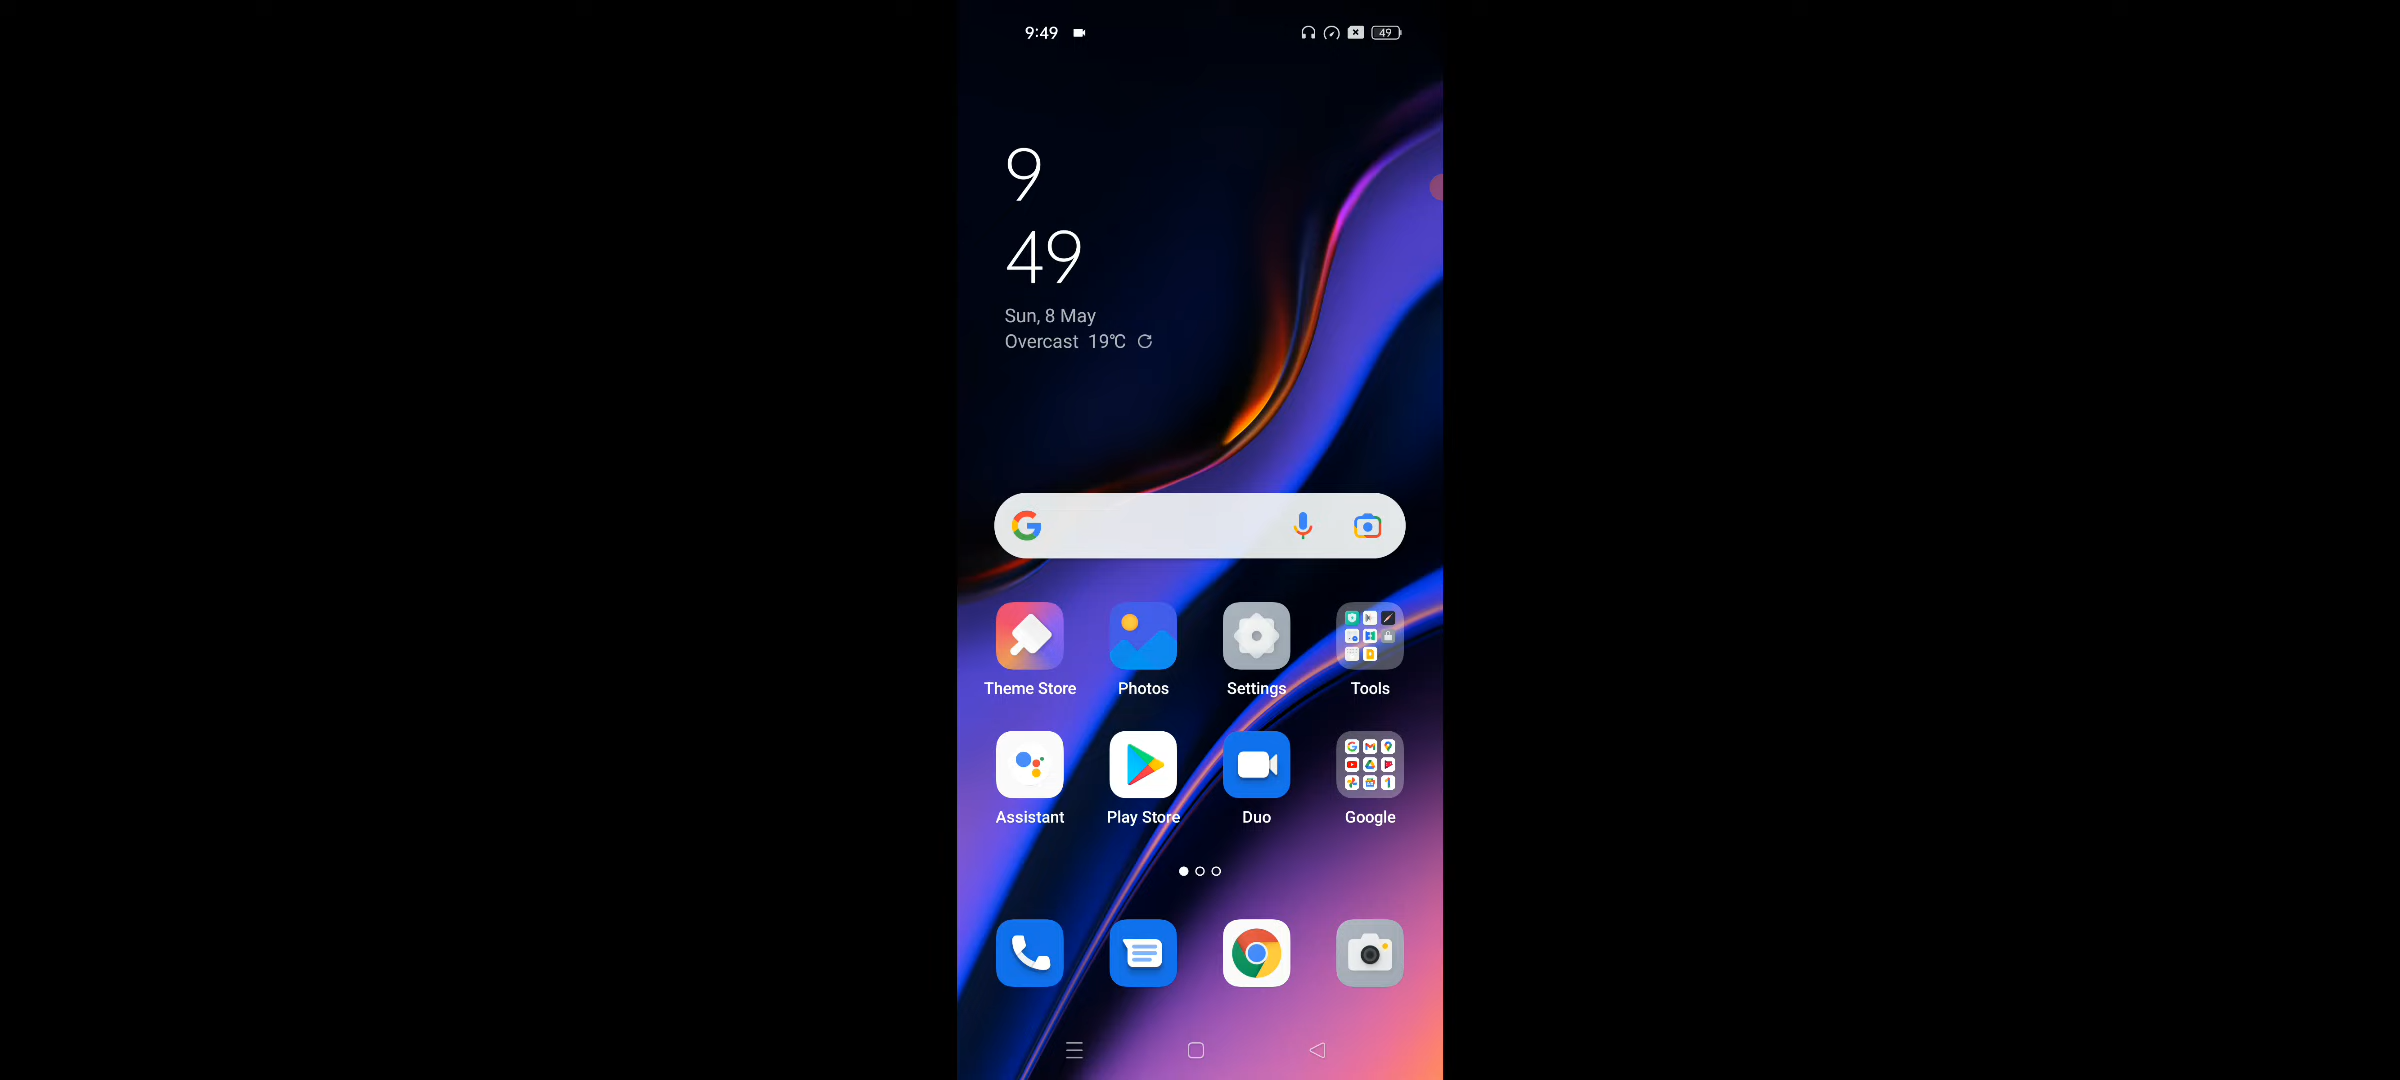 9:49
49
9
49
Sun, 8 May
Overcast 19°C
Theme Store Photos Settings Tools
Assistant Play Store Duo Google